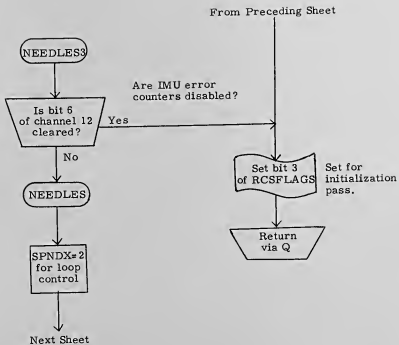 From Preceding Sheet
NEEDLES3
Are IMU error
counters disabled?
Is bit 6
of channel 12
cleared?
Yes
No
Set bit 3
of RCSFLAGS
Set for
initialization
pass.
NEEDLES
Return
via Q
SPNDX=2
for loop
control
Next Sheet